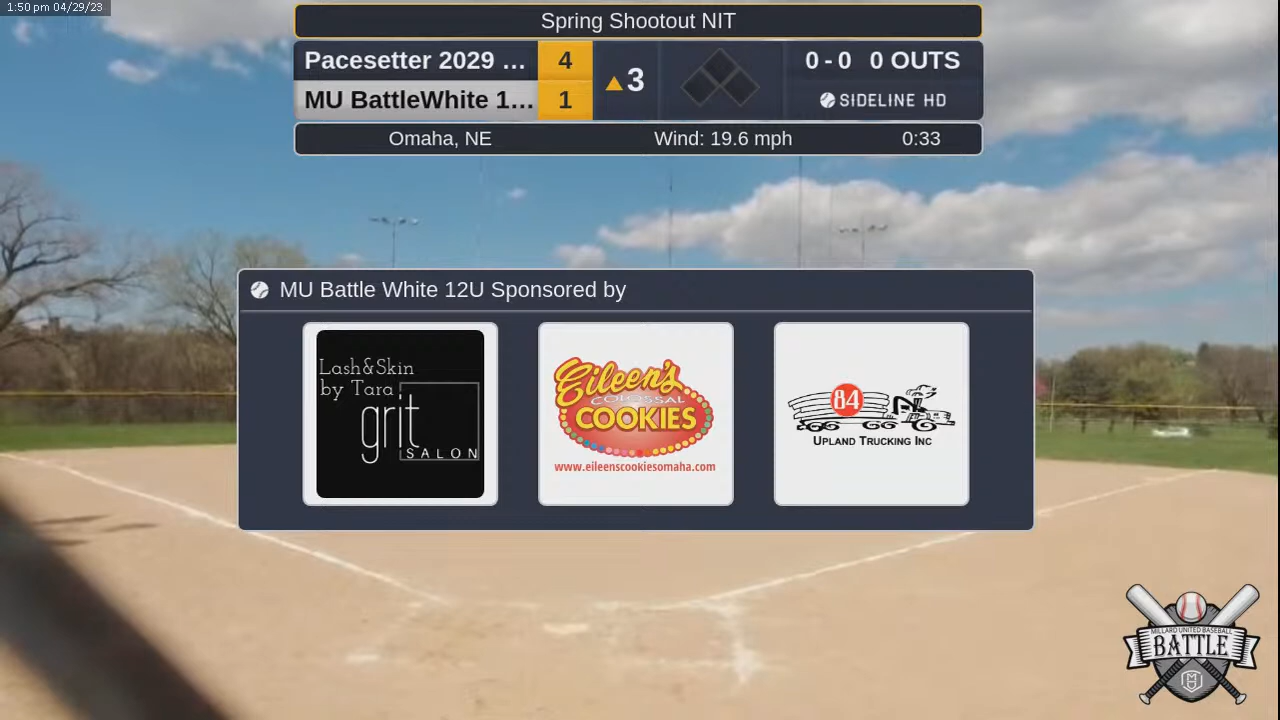 1:50 pm 04/29/23
Spring Shootout NIT
Pacesetter 2029 ... 4
MU BattleWhite 1... 1
▲3
0 - 0 0 OUTS
SIDELINE HD
Omaha, NE Wind: 19.6 mph 0:33
MU Battle White 12U Sponsored by
Lash&Skin
by Tara
grit
SALON
Eileen's
COLOSSAL
COOKIES
www.eileenscookiesomaha.com
84
UPLAND TRUCKING INC
MILLARD UNITED BASEBALL
BATTLE
MU